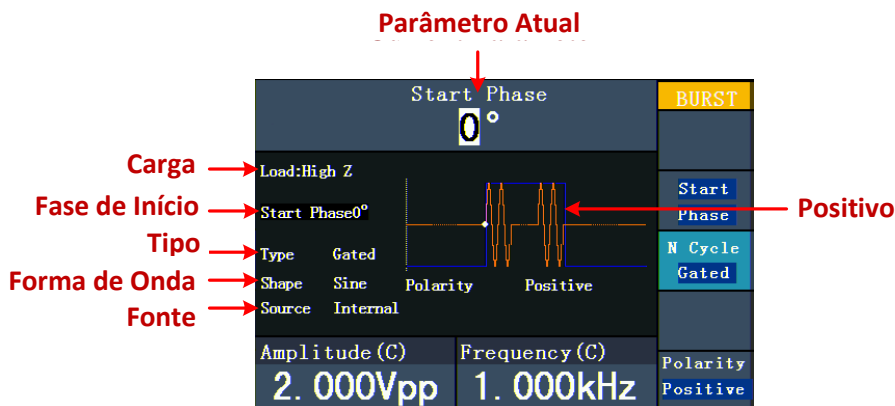 Parâmetro Atual
Start Phase
0°
BURST
Carga
Load:High Z
Fase de Início
Start Phase0°
Tipo
Type Gated
Forma de Onda
Shape Sine
Fonte
Source Internal
Polarity Positive
Positivo
Start
Phase
N Cycle
Gated
Amplitude(C)
2.000Vpp
Frequency(C)
1.000kHz
Polarity
Positive